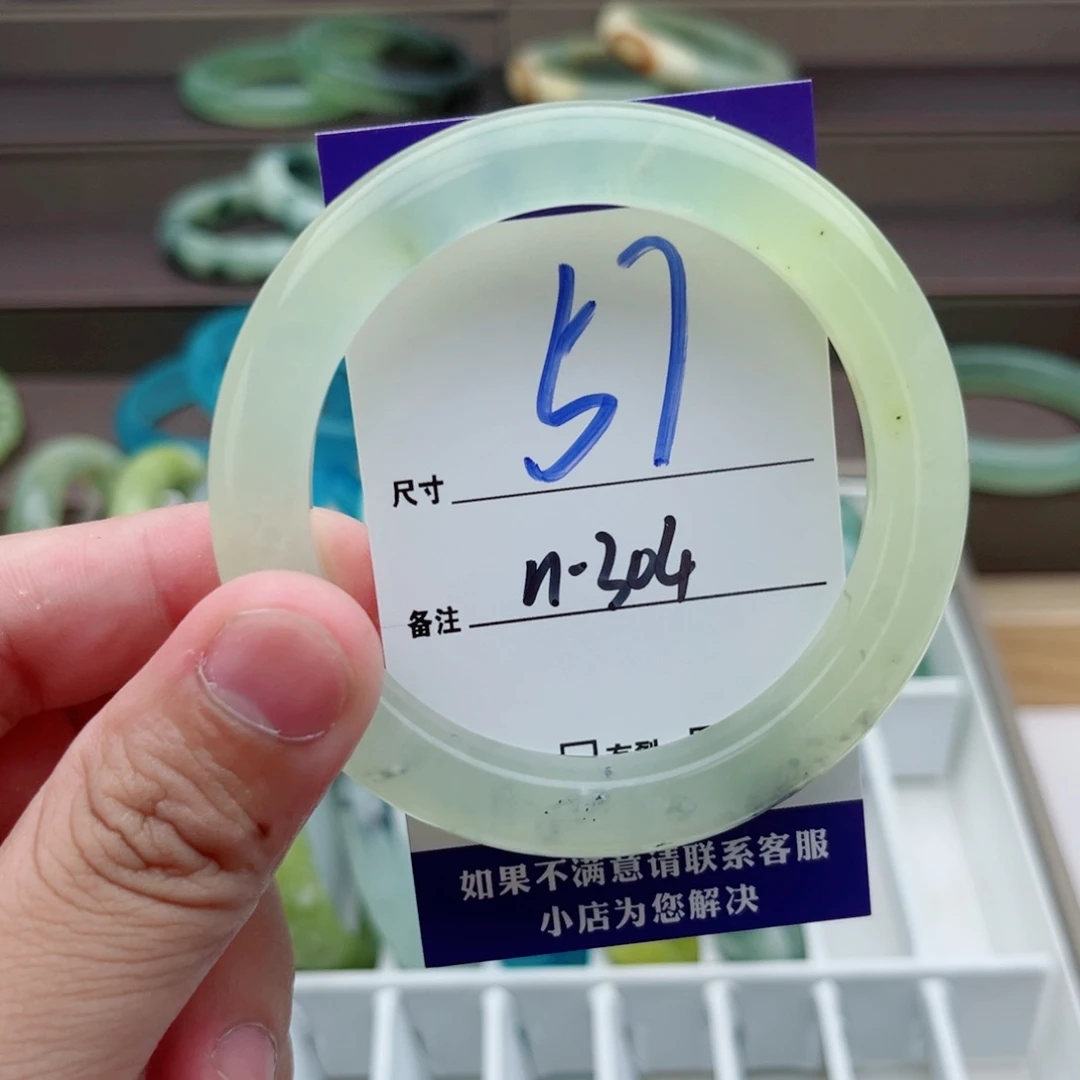 57
尺寸
n-304
备注
如果不满意请联系客服
小店为您解决